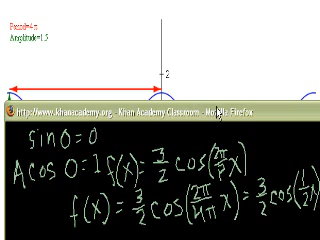 Period=4π
Amplitude=1.5
2
http://www.khanacademy.org - Khan Academy Classroom - Mozilla Firefox
sin 0 = 0
A cos 0 = 1 f(x) = 3/2 cos(2π/P x)
f(x) = 3/2 cos(2π/4π x) = 3/2 cos(1/2 x